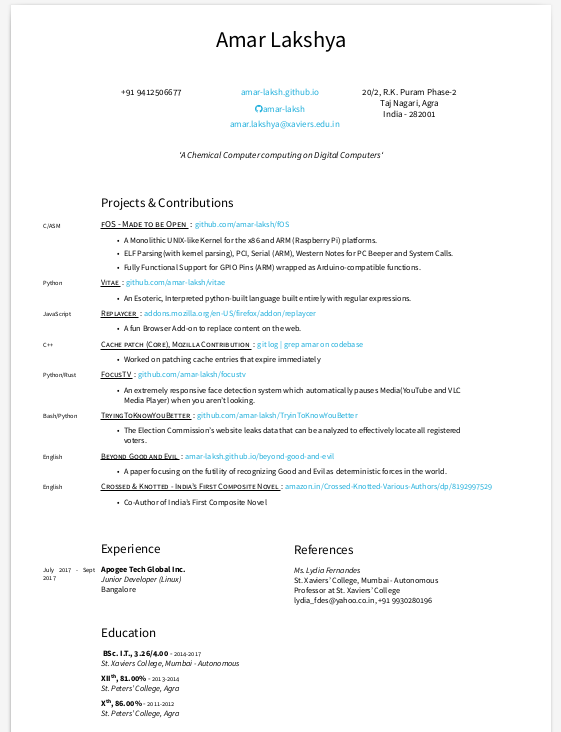 Amar Lakshya
+91 9412506677
amar-laksh.github.io
amar-laksh
amar.lakshya@xaviers.edu.in
20/2, R.K. Puram Phase-2
Taj Nagari, Agra
India - 282001
'A Chemical Computer computing on Digital Computers'
Projects & Contributions
C/ASM fOS - Made to be Open : github.com/amar-laksh/fOS
• A Monolithic UNIX-like Kernel for the x86 and ARM (Raspberry Pi) platforms.
• ELF Parsing(with kernel parsing), PCI, Serial (ARM), Western Notes for PC Beeper and System Calls.
• Fully Functional Support for GPIO Pins (ARM) wrapped as Arduino-compatible functions.
Python Vitae : github.com/amar-laksh/vitae
• An Esoteric, Interpreted python-built language built entirely with regular expressions.
JavaScript Replaycer : addons.mozilla.org/en-US/firefox/addon/replaycer
• A fun Browser Add-on to replace content on the web.
C++ Cache patch (Core), Mozilla Contribution : git log | grep amar on codebase
• Worked on patching cache entries that expire immediately
Python/Rust FocusTV : github.com/amar-laksh/focustv
• An extremely responsive face detection system which automatically pauses Media(YouTube and VLC
Media Player) when you aren't looking.
Bash/Python TryingToKnowYouBetter : github.com/amar-laksh/TryinToKnowYouBetter
• The Election Commission's website leaks data that can be analyzed to effectively locate all registered
voters.
English Beyond Good and Evil : amar-laksh.github.io/beyond-good-and-evil
• A paper focusing on the futility of recognizing Good and Evil as deterministic forces in the world.
English Crossed & Knotted - India's First Composite Novel : amazon.in/Crossed-Knotted-Various-Authors/dp/8192997529
• Co-Author of India's First Composite Novel
Experience
July 2017 - Sept
2017
Apogee Tech Global Inc.
Junior Developer (Linux)
Bangalore
References
Ms. Lydia Fernandes
St. Xaviers' College, Mumbai - Autonomous
Professor at St. Xaviers' College
lydia_fdes@yahoo.co.in, +91 9930280196
Education
BSc. I.T., 3.26/4.00 - 2014-2017
St. Xaviers College, Mumbai - Autonomous
XIIth, 81.00% - 2013-2014
St. Peters' College, Agra
Xth, 86.00% - 2011-2012
St. Peters' College, Agra